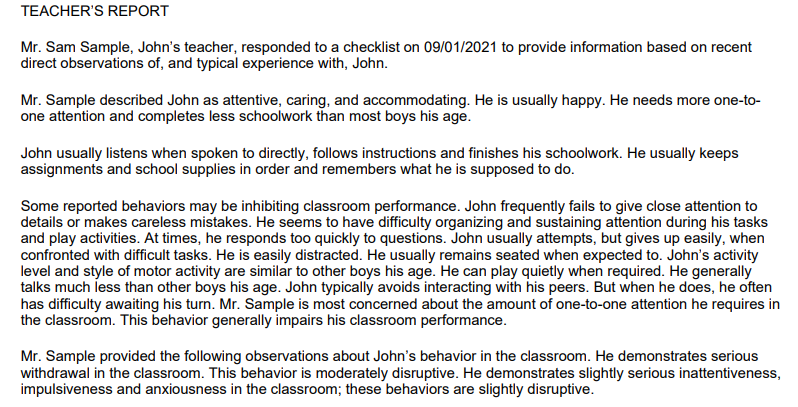 TEACHER'S REPORT
Mr. Sam Sample, John's teacher, responded to a checklist on 09/01/2021 to provide information based on recent
direct observations of, and typical experience with, John.
Mr. Sample described John as attentive, caring, and accommodating. He is usually happy. He needs more one-to-
one attention and completes less schoolwork than most boys his age.
John usually listens when spoken to directly, follows instructions and finishes his schoolwork. He usually keeps
assignments and school supplies in order and remembers what he is supposed to do.
Some reported behaviors may be inhibiting classroom performance. John frequently fails to give close attention to
details or makes careless mistakes. He seems to have difficulty organizing and sustaining attention during his tasks
and play activities. At times, he responds too quickly to questions. John usually attempts, but gives up easily, when
confronted with difficult tasks. He is easily distracted. He usually remains seated when expected to. John's activity
level and style of motor activity are similar to other boys his age. He can play quietly when required. He generally
talks much less than other boys his age. John typically avoids interacting with his peers. But when he does, he often
has difficulty awaiting his turn. Mr. Sample is most concerned about the amount of one-to-one attention he requires in
the classroom. This behavior generally impairs his classroom performance.
Mr. Sample provided the following observations about John's behavior in the classroom. He demonstrates serious
withdrawal in the classroom. This behavior is moderately disruptive. He demonstrates slightly serious inattentiveness,
impulsiveness and anxiousness in the classroom; these behaviors are slightly disruptive.